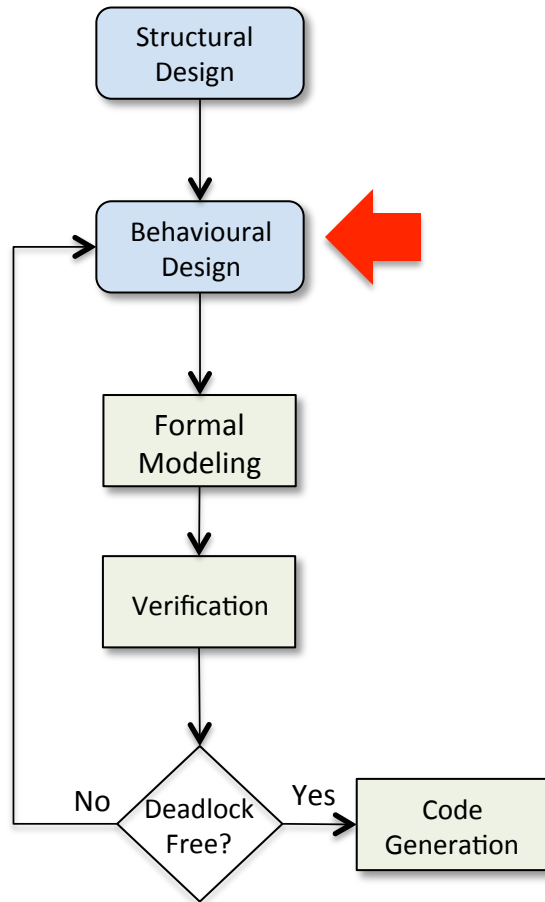 Structural
Design
Behavioural
Design
Formal
Modeling
Verification
Deadlock
Free?
No
Yes
Code
Generation